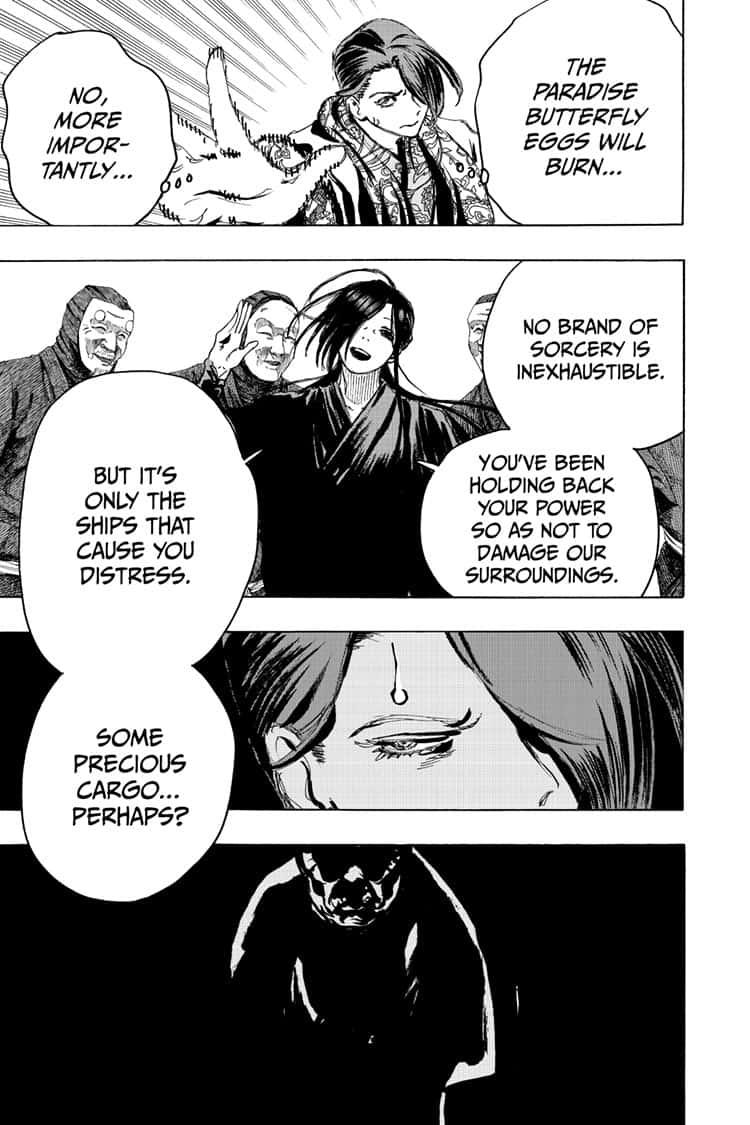 THE
PARADISE
BUTTERFLY
EGGS WILL
BURN...
NO,
MORE
IMPOR-
TANTLY...
NO BRAND OF
SORCERY IS
INEXHAUSTIBLE.
YOU'VE BEEN
HOLDING BACK
YOUR POWER
SO AS NOT TO
DAMAGE OUR
SURROUNDINGS.
BUT IT'S
ONLY THE
SHIPS THAT
CAUSE YOU
DISTRESS.
SOME
PRECIOUS
CARGO...
PERHAPS?